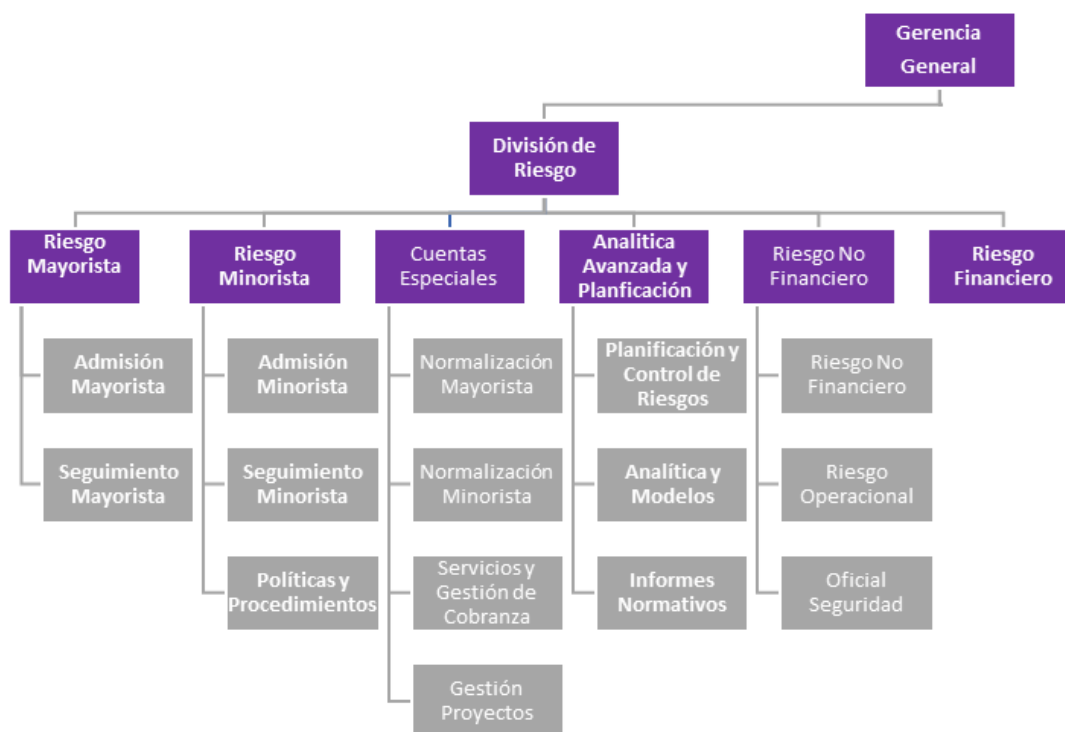 Gerencia
General
División de
Riesgo
Riesgo
Mayorista
Admisión
Mayorista
Seguimiento
Mayorista
Riesgo
Minorista
Admisión
Minorista
Seguimiento
Minorista
Políticas y
Procedimientos
Cuentas
Especiales
Normalización
Mayorista
Normalización
Minorista
Servicios y
Gestión de
Cobranza
Gestión
Proyectos
Analitica
Avanzada y
Planficación
Planificación y
Control de
Riesgos
Analítica y
Modelos
Informes
Normativos
Riesgo No
Financiero
Riesgo No
Financiero
Riesgo
Operacional
Oficial
Seguridad
Riesgo
Financiero